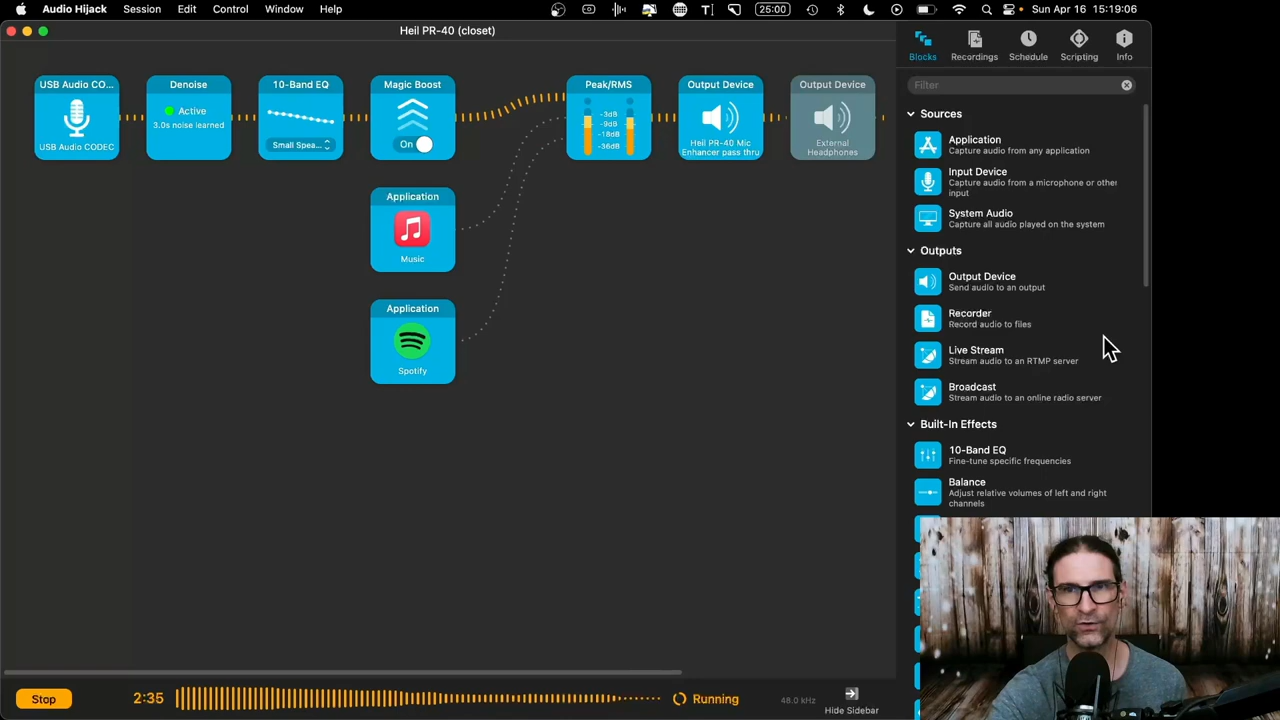 Audio Hijack Session Edit Control Window Help 25:00 Sun Apr 16 15:19:06
Heil PR-40 (closet)
Blocks Recordings Schedule Scripting Info
Filter
USB Audio CO...
USB Audio CODEC
Denoise
Active
3.0s noise learned
10-Band EQ
Small Spea...
Magic Boost
On
Peak/RMS
-3dB
-9dB
-18dB
-36dB
Output Device
Heil PR-40 Mic
Enhancer pass thru
Output Device
External
Headphones
Application
Music
Application
Spotify
Sources
Application
Capture audio from any application
Input Device
Capture audio from a microphone or other
input
System Audio
Capture all audio played on the system
Outputs
Output Device
Send audio to an output
Recorder
Record audio to files
Live Stream
Stream audio to an RTMP server
Broadcast
Stream audio to an online radio server
Built-In Effects
10-Band EQ
Fine-tune specific frequencies
Balance
Adjust relative volumes of left and right
channels
Stop 2:35 Running 48.0 kHz Hide Sidebar